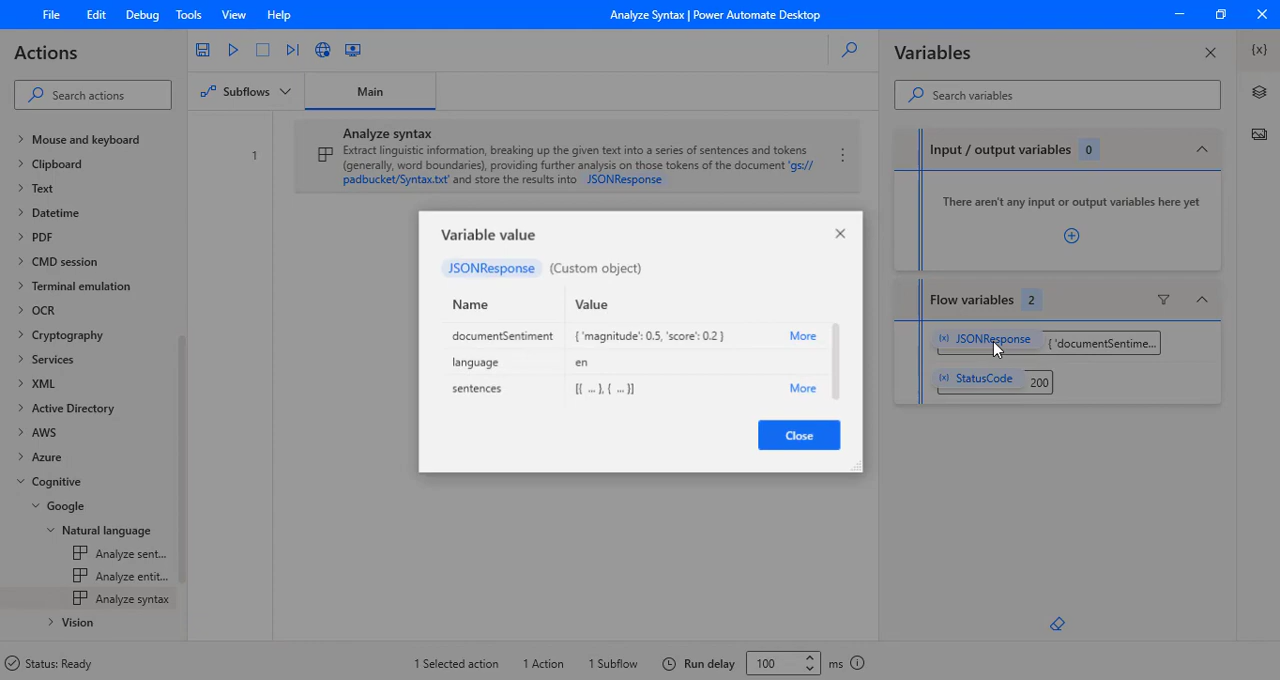 File Edit Debug Tools View Help
Analyze Syntax | Power Automate Desktop
Actions
Search actions
Mouse and keyboard
Clipboard
Text
Datetime
PDF
CMD session
Terminal emulation
OCR
Cryptography
Services
XML
Active Directory
AWS
Azure
Cognitive
Google
Natural language
Analyze sent...
Analyze entit...
Analyze syntax
Vision
Subflows
Main
1
Analyze syntax
Extract linguistic information, breaking up the given text into a series of sentences and tokens
(generally, word boundaries), providing further analysis on those tokens of the document 'gs://
padbucket/Syntax.txt' and store the results into JSONResponse
Variable value
JSONResponse (Custom object)
Name Value
documentSentiment { 'magnitude': 0.5, 'score': 0.2 } More
language en
sentences [{ ... }, { ... }] More
Close
Variables
{x}
Search variables
Input / output variables 0
There aren't any input or output variables here yet
Flow variables 2
(x) JSONResponse { 'documentSentime...
(x) StatusCode 200
Status: Ready
1 Selected action
1 Action
1 Subflow
Run delay 100 ms